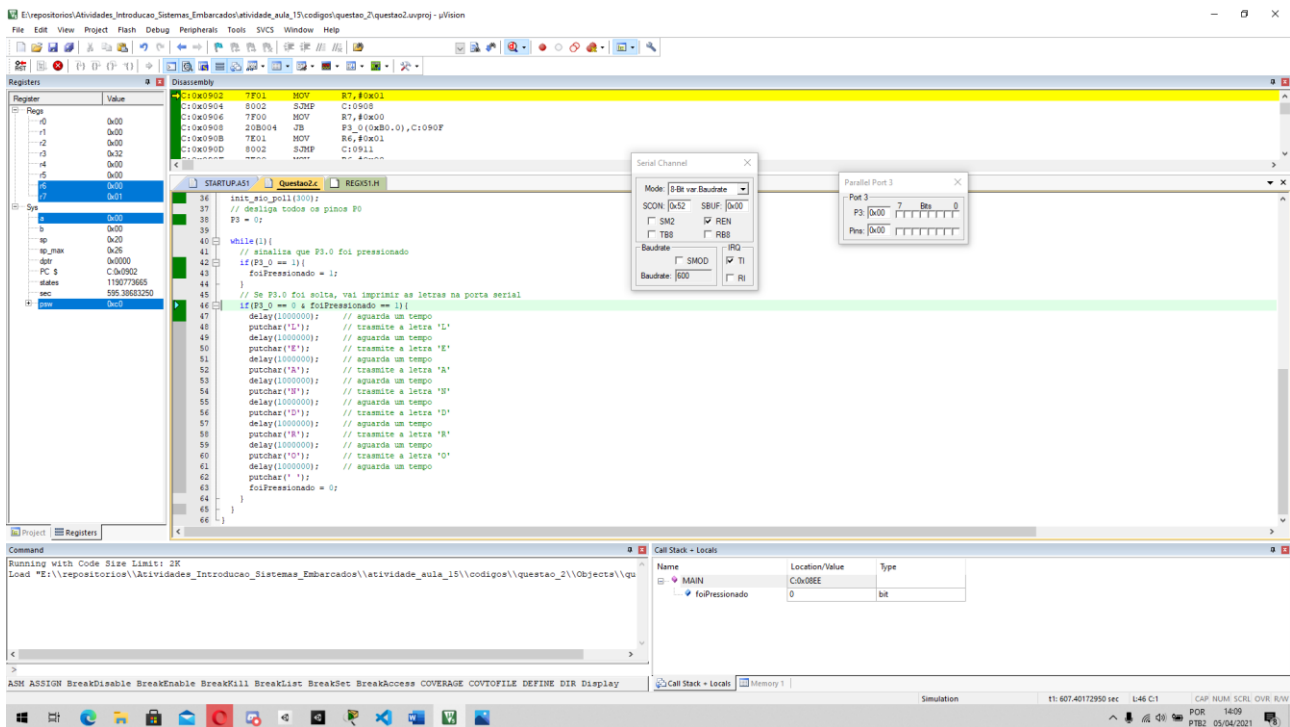 E:\repositorios\Atividades_Introducao_Sistemas_Embarcados\atividade_aula_15\codigos\questao_2\questao2.uvproj - µVision
File Edit View Project Flash Debug Peripherals Tools SVCS Window Help
Registers
Register Value
Regs
r0 0x00
r1 0x00
r2 0x00
r3 0x32
r4 0x00
r5 0x00
r6 0x00
r7 0x01
Sys
a 0x00
b 0x00
sp 0x20
sp_max 0x26
dptr 0x0000
PC $ C:0x0902
states 1190773665
sec 595.38683250
psw 0xc0
Project Registers
Disassembly
C:0x0902 7F01 MOV R7,#0x01
C:0x0904 8002 SJMP C:0908
C:0x0906 7F00 MOV R7,#0x00
C:0x0908 20B004 JB P3_0(0xB0.0),C:090F
C:0x090B 7E01 MOV R6,#0x01
C:0x090D 8002 SJMP C:0911
STARTUP.A51 Questao2.c REGX51.H
36 init_sio_poll(300);
37 // desliga todos os pinos P0
38 P3 = 0;
39
40 while(1){
41 // sinaliza que P3.0 foi pressionado
42 if(P3_0 == 1){
43 foiPressionado = 1;
44 }
45 // Se P3.0 foi solta, vai imprimir as letras na porta serial
46 if(P3_0 == 0 & foiPressionado == 1){
47 delay(1000000); // aguarda um tempo
48 putchar('L'); // trasmite a letra 'L'
49 delay(1000000); // aguarda um tempo
50 putchar('E'); // trasmite a letra 'E'
51 delay(1000000); // aguarda um tempo
52 putchar('A'); // trasmite a letra 'A'
53 delay(1000000); // aguarda um tempo
54 putchar('N'); // trasmite a letra 'N'
55 delay(1000000); // aguarda um tempo
56 putchar('D'); // trasmite a letra 'D'
57 delay(1000000); // aguarda um tempo
58 putchar('R'); // trasmite a letra 'R'
59 delay(1000000); // aguarda um tempo
60 putchar('O'); // trasmite a letra 'O'
61 delay(1000000); // aguarda um tempo
62 putchar(' ');
63 foiPressionado = 0;
64 }
65 }
66 }
Serial Channel
Mode: 8-Bit var.Baudrate
SCON: 0x52 SBUF: 0x00
SM2 REN
TB8 RB8
Baudrate IRQ
SMOD TI
Baudrate: 600 RI
Parallel Port 3
Port 3
P3: 0x00 7 Bits 0
Pins: 0x00
Command
Running with Code Size Limit: 2K
Load "E:\\repositorios\\Atividades_Introducao_Sistemas_Embarcados\\atividade_aula_15\\codigos\\questao_2\\Objects\\qu
>
ASM ASSIGN BreakDisable BreakEnable BreakKill BreakList BreakSet BreakAccess COVERAGE COVTOFILE DEFINE DIR Display
Call Stack + Locals
Name Location/Value Type
MAIN C:0x08EE
foiPressionado 0 bit
Call Stack + Locals Memory 1
Simulation t1: 607.40172950 sec L:46 C:1 CAP NUM SCRL OVR R/W
POR 14:09
PTB2 05/04/2021